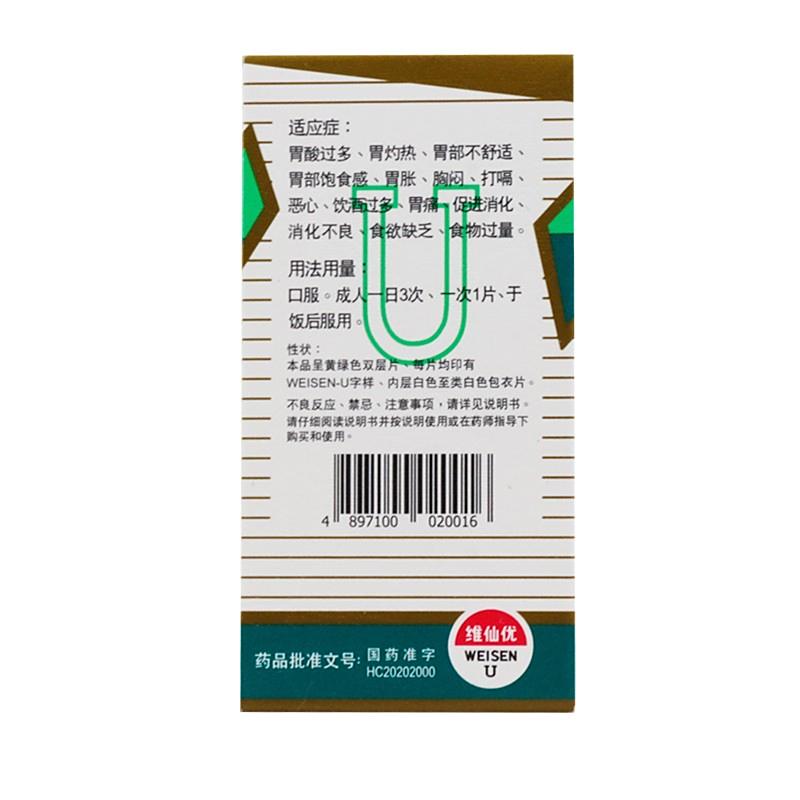 适应症：
胃酸过多、胃灼热、胃部不舒适、
胃部饱食感、胃胀、胸闷、打嗝、
恶心、饮酒过多、胃痛、促进消化、
消化不良、食欲缺乏、食物过量。
用法用量：
口服。成人一日3次、一次1片、于
饭后服用。
性状：
本品呈黄绿色双层片、每片均印有
WEISEN-U字样、内层白色至类白色包衣片。
不良反应、禁忌、注意事项，请详见说明书。
请仔细阅读说明书并按说明使用或在药师指导下
购买和使用。
4 897100 020016
药品批准文号：国药准字
HC20202000
维仙优
WEISEN
U
U